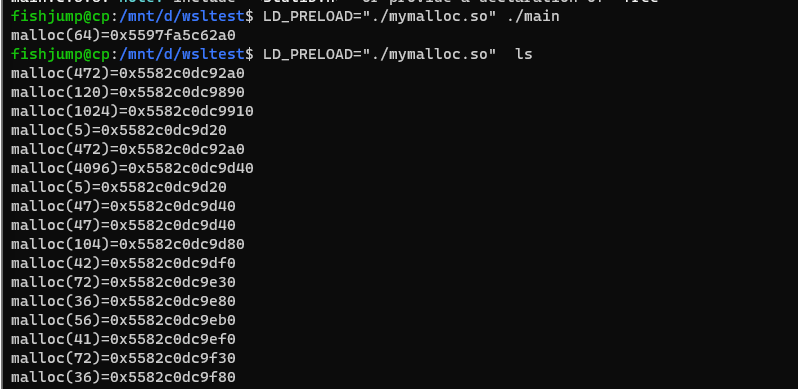 fishjump@cp:/mnt/d/wsltest$ LD_PRELOAD="./mymalloc.so" ./main
malloc(64)=0x5597fa5c62a0
fishjump@cp:/mnt/d/wsltest$ LD_PRELOAD="./mymalloc.so"  ls
malloc(472)=0x5582c0dc92a0
malloc(120)=0x5582c0dc9890
malloc(1024)=0x5582c0dc9910
malloc(5)=0x5582c0dc9d20
malloc(472)=0x5582c0dc92a0
malloc(4096)=0x5582c0dc9d40
malloc(5)=0x5582c0dc9d20
malloc(47)=0x5582c0dc9d40
malloc(47)=0x5582c0dc9d40
malloc(104)=0x5582c0dc9d80
malloc(42)=0x5582c0dc9df0
malloc(72)=0x5582c0dc9e30
malloc(36)=0x5582c0dc9e80
malloc(56)=0x5582c0dc9eb0
malloc(41)=0x5582c0dc9ef0
malloc(72)=0x5582c0dc9f30
malloc(36)=0x5582c0dc9f80